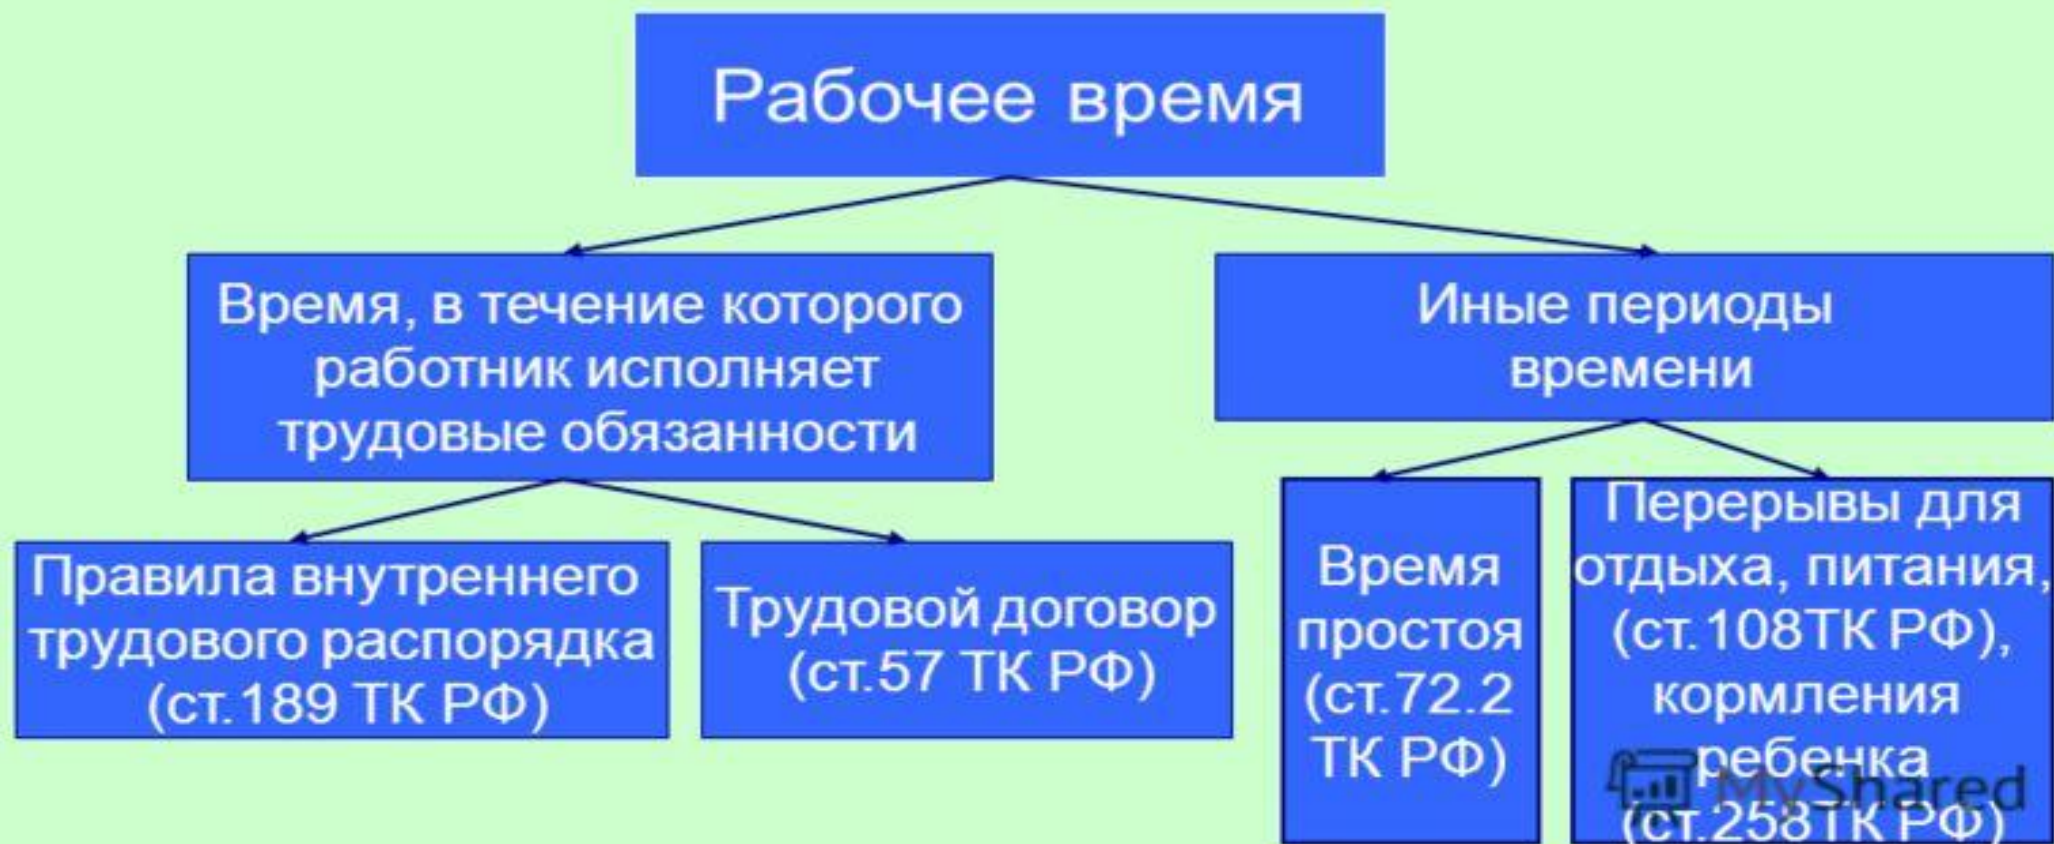 Рабочее время
Время, в течение которого
работник исполняет
трудовые обязанности
Иные периоды
времени
Правила внутреннего
трудового распорядка
(ст.189 ТК РФ)
Трудовой договор
(ст.57 ТК РФ)
Время
простоя
(ст.72.2
ТК РФ)
Перерывы для
отдыха, питания,
(ст.108ТК РФ),
кормления
ребенка
(ст.258ТК РФ)
MyShared